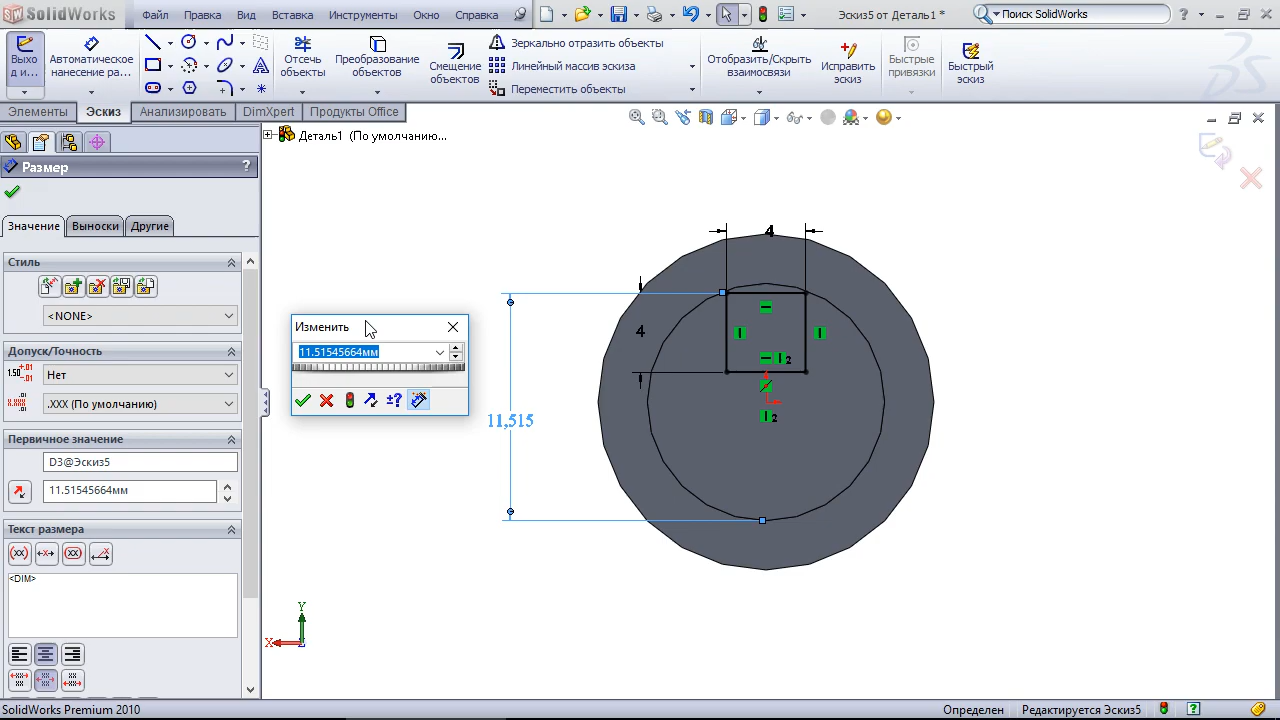 SolidWorks
Файл Правка Вид Вставка Инструменты Окно Справка
Эскиз5 от Деталь1 *
Поиск SolidWorks
Выхо д и...
Автоматическое нанесение ра...
Отсечь объекты
Преобразование объектов
Смещение объектов
Зеркально отразить объекты
Линейный массив эскиза
Переместить объекты
Отобразить/Скрыть взаимосвязи
Исправить эскиз
Быстрые привязки
Быстрый эскиз
Элементы Эскиз Анализировать DimXpert Продукты Office
Деталь1 (По умолчанию...
Размер ?
Значение Выноски Другие
Стиль
<NONE>
Допуск/Точность
Нет
.XXX (По умолчанию)
Первичное значение
D3@Эскиз5
11.51545664мм
Текст размера
<DIM>
Изменить
11.51545664мм
4
4
11,515
2
2
Y
X
Z
SolidWorks Premium 2010
Определен
Редактируется Эскиз5